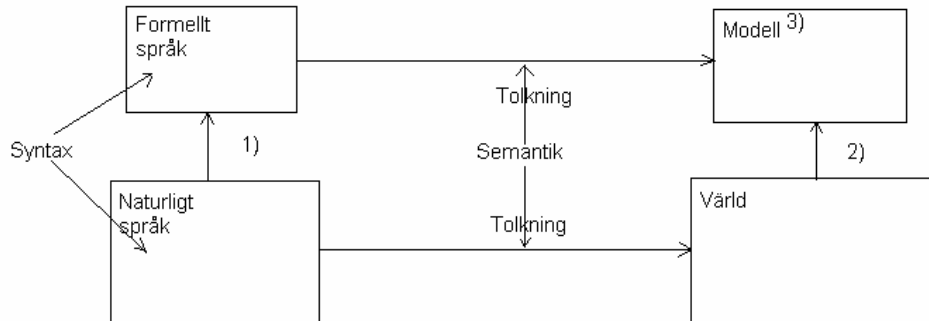 Formellt
språk
Modell 3)
Tolkning
1)
Syntax
Semantik
2)
Naturligt
språk
Tolkning
Värld